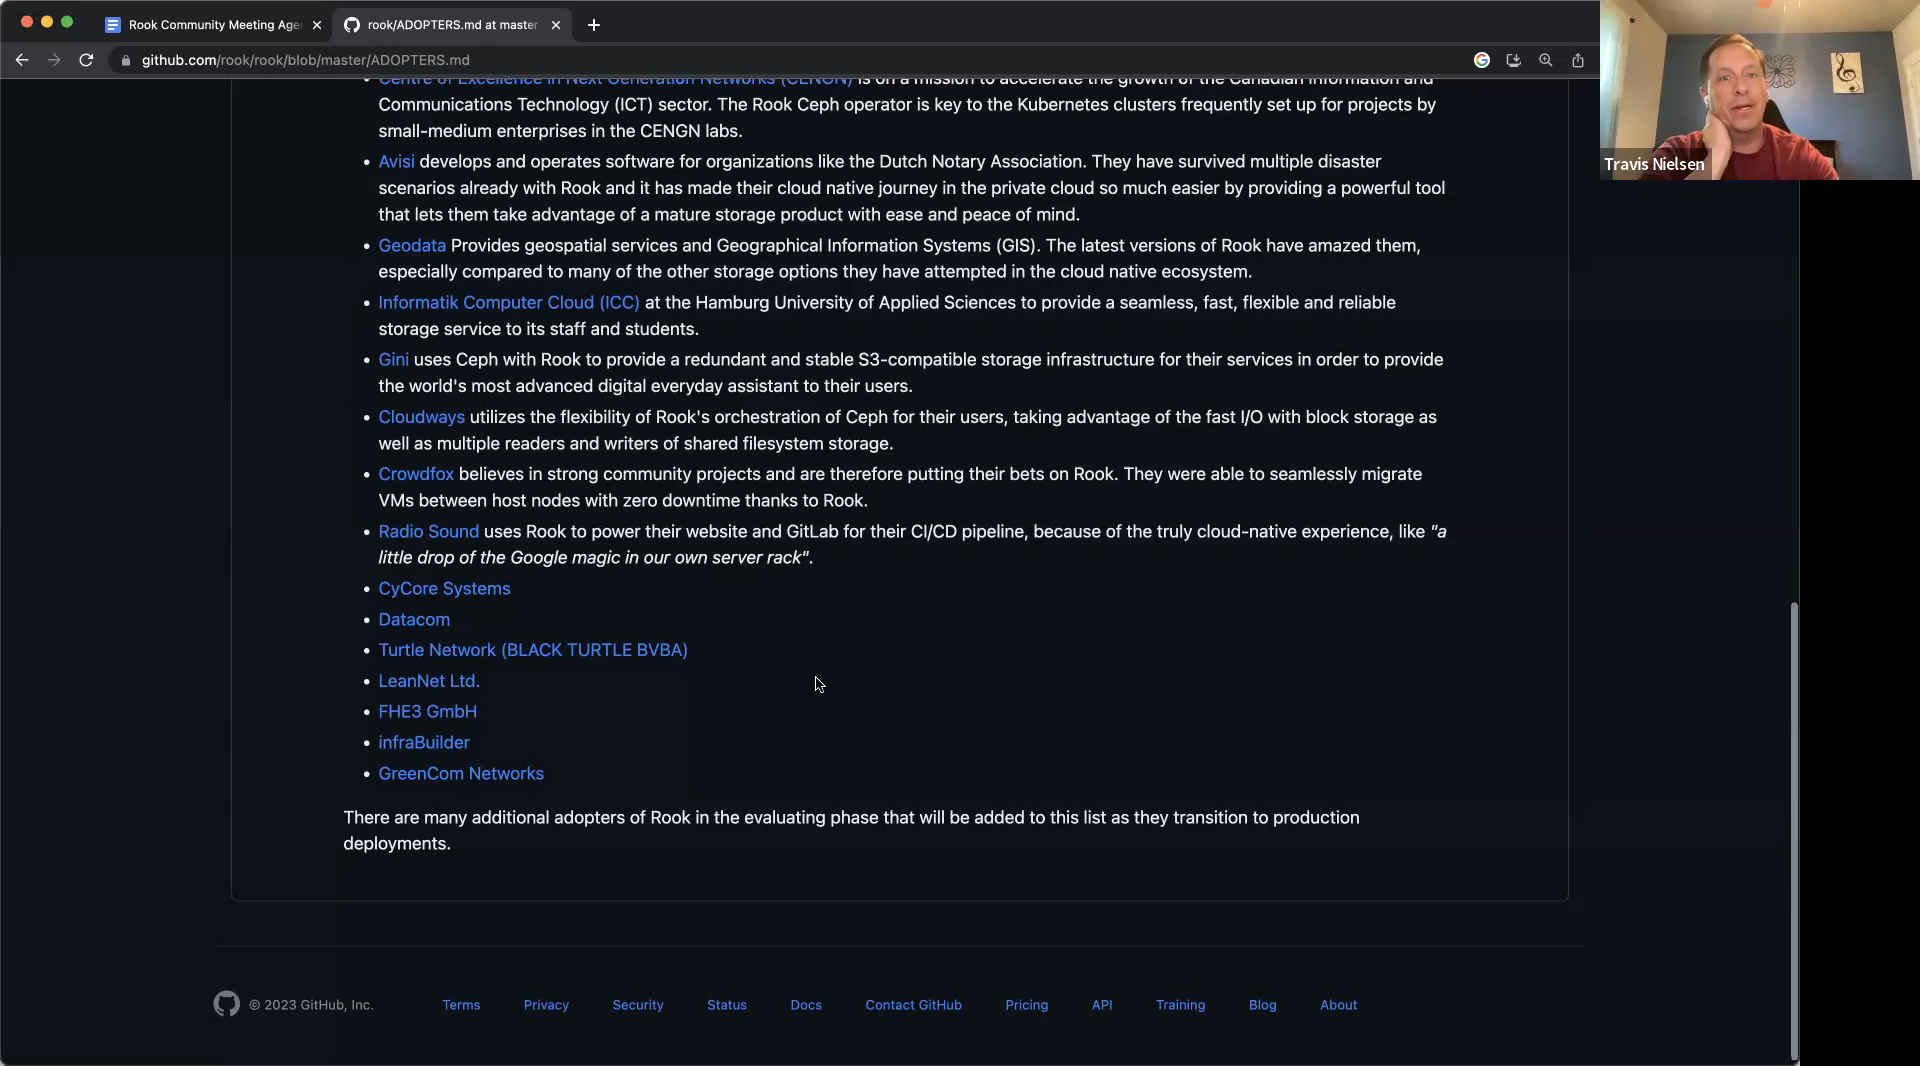 Rook Community Meeting Age
rook/ADOPTERS.md at master
github.com/rook/rook/blob/master/ADOPTERS.md
Travis Nielsen
Centre of Excellence in Next Generation Networks (CENGN) is on a mission to accelerate the growth of the Canadian Information and
Communications Technology (ICT) sector. The Rook Ceph operator is key to the Kubernetes clusters frequently set up for projects by
small-medium enterprises in the CENGN labs.
Avisi develops and operates software for organizations like the Dutch Notary Association. They have survived multiple disaster
scenarios already with Rook and it has made their cloud native journey in the private cloud so much easier by providing a powerful tool
that lets them take advantage of a mature storage product with ease and peace of mind.
Geodata Provides geospatial services and Geographical Information Systems (GIS). The latest versions of Rook have amazed them,
especially compared to many of the other storage options they have attempted in the cloud native ecosystem.
Informatik Computer Cloud (ICC) at the Hamburg University of Applied Sciences to provide a seamless, fast, flexible and reliable
storage service to its staff and students.
Gini uses Ceph with Rook to provide a redundant and stable S3-compatible storage infrastructure for their services in order to provide
the world's most advanced digital everyday assistant to their users.
Cloudways utilizes the flexibility of Rook's orchestration of Ceph for their users, taking advantage of the fast I/O with block storage as
well as multiple readers and writers of shared filesystem storage.
Crowdfox believes in strong community projects and are therefore putting their bets on Rook. They were able to seamlessly migrate
VMs between host nodes with zero downtime thanks to Rook.
Radio Sound uses Rook to power their website and GitLab for their CI/CD pipeline, because of the truly cloud-native experience, like "a
little drop of the Google magic in our own server rack".
CyCore Systems
Datacom
Turtle Network (BLACK TURTLE BVBA)
LeanNet Ltd.
FHE3 GmbH
infraBuilder
GreenCom Networks
There are many additional adopters of Rook in the evaluating phase that will be added to this list as they transition to production
deployments.
© 2023 GitHub, Inc. Terms Privacy Security Status Docs Contact GitHub Pricing API Training Blog About